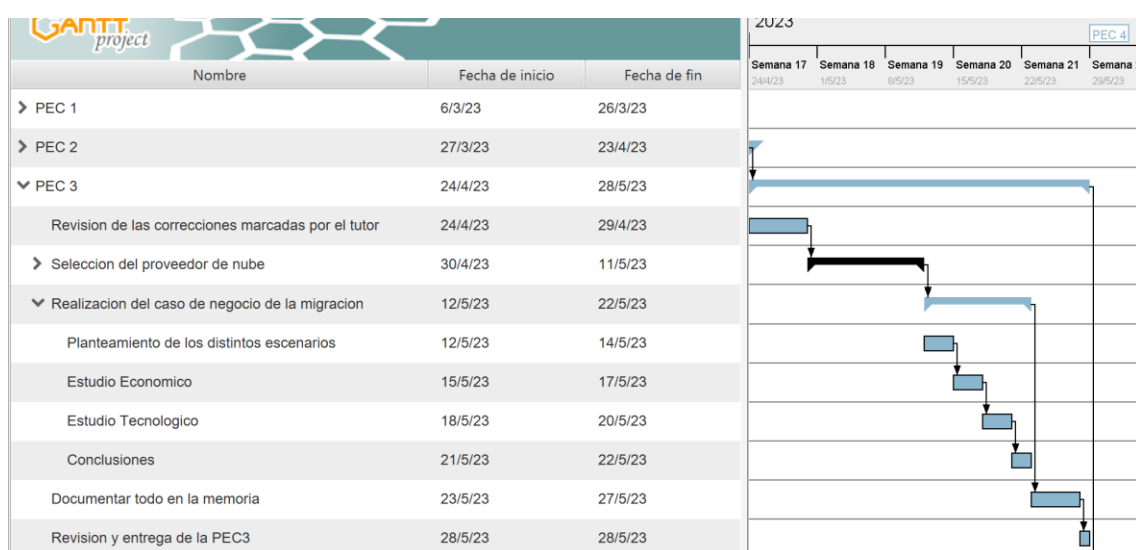 GANTT
project
2023
PEC 4
Nombre Fecha de inicio Fecha de fin
Semana 17 Semana 18 Semana 19 Semana 20 Semana 21 Semana
24/4/23 1/5/23 8/5/23 15/5/23 22/5/23 29/5/23
PEC 1 6/3/23 26/3/23
PEC 2 27/3/23 23/4/23
PEC 3 24/4/23 28/5/23
Revision de las correcciones marcadas por el tutor 24/4/23 29/4/23
Seleccion del proveedor de nube 30/4/23 11/5/23
Realizacion del caso de negocio de la migracion 12/5/23 22/5/23
Planteamiento de los distintos escenarios 12/5/23 14/5/23
Estudio Economico 15/5/23 17/5/23
Estudio Tecnologico 18/5/23 20/5/23
Conclusiones 21/5/23 22/5/23
Documentar todo en la memoria 23/5/23 27/5/23
Revision y entrega de la PEC3 28/5/23 28/5/23